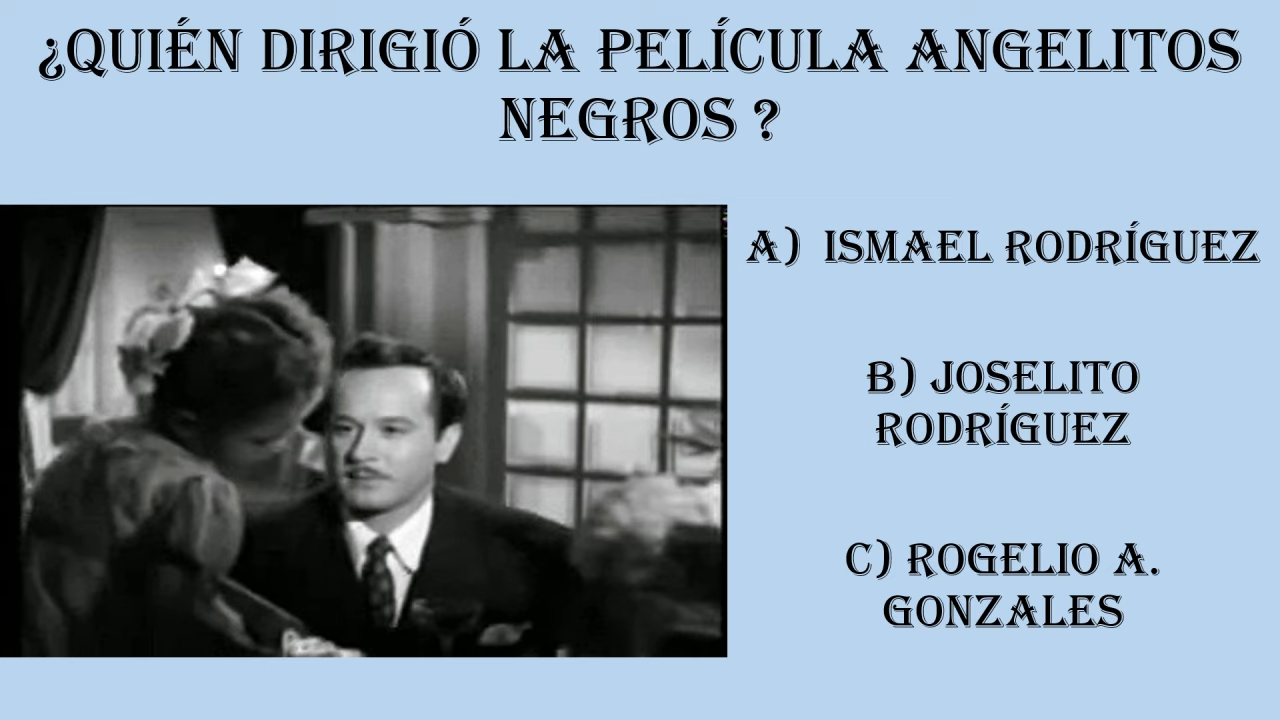 ¿QUIÉN DIRIGIÓ LA PELÍCULA ANGELITOS
NEGROS ?
A) ISMAEL RODRÍGUEZ
B) JOSELITO
RODRÍGUEZ
C) ROGELIO A.
GONZALES